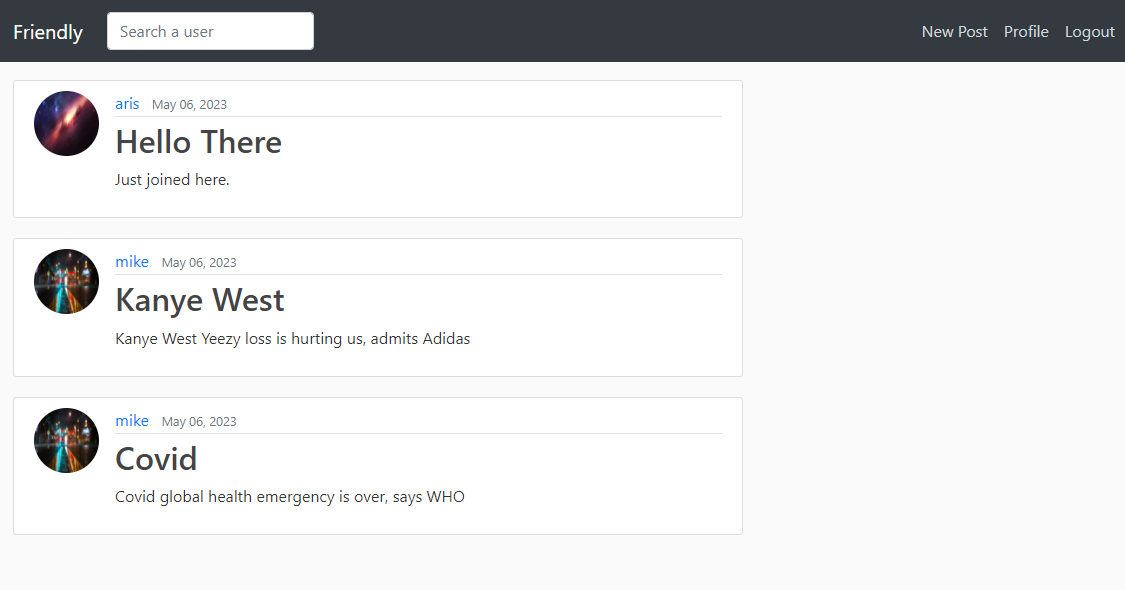 Friendly Search a user New Post Profile Logout
aris May 06, 2023
Hello There
Just joined here.
mike May 06, 2023
Kanye West
Kanye West Yeezy loss is hurting us, admits Adidas
mike May 06, 2023
Covid
Covid global health emergency is over, says WHO